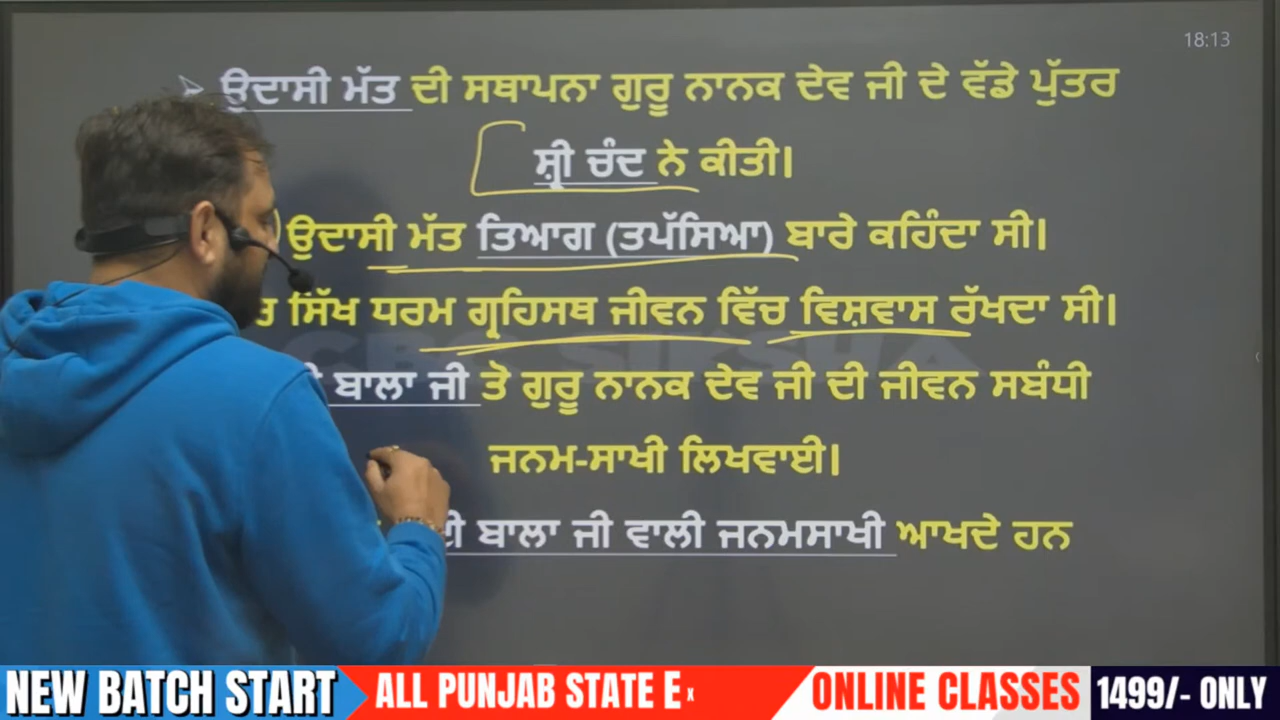 18:13
ਉਦਾਸੀ ਮੱਤ ਦੀ ਸਥਾਪਨਾ ਗੁਰੂ ਨਾਨਕ ਦੇਵ ਜੀ ਦੇ ਵੱਡੇ ਪੁੱਤਰ
ਸ਼੍ਰੀ ਚੰਦ ਨੇ ਕੀਤੀ।
ਉਦਾਸੀ ਮੱਤ ਤਿਆਗ (ਤਪੱਸਿਆ) ਬਾਰੇ ਕਹਿੰਦਾ ਸੀ।
ਸਿੱਖ ਧਰਮ ਗ੍ਰਹਿਸਥ ਜੀਵਨ ਵਿੱਚ ਵਿਸ਼ਵਾਸ ਰੱਖਦਾ ਸੀ।
ਬਾਲਾ ਜੀ ਤੋ ਗੁਰੂ ਨਾਨਕ ਦੇਵ ਜੀ ਦੀ ਜੀਵਨ ਸਬੰਧੀ
ਜਨਮ-ਸਾਖੀ ਲਿਖਵਾਈ।
ਬਾਲਾ ਜੀ ਵਾਲੀ ਜਨਮਸਾਖੀ ਆਖਦੇ ਹਨ
NEW BATCH START ALL PUNJAB STATE Ex ONLINE CLASSES 1499/- ONLY